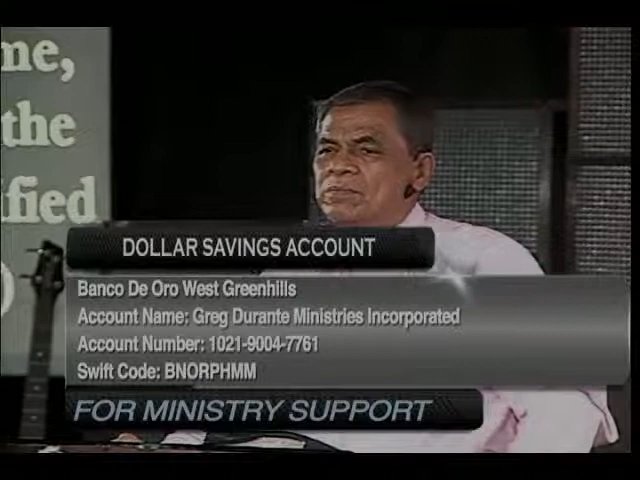 me,
the
ified
)
DOLLAR SAVINGS ACCOUNT
Banco De Oro West Greenhills
Account Name: Greg Durante Ministries Incorporated
Account Number: 1021-9004-7761
Swift Code: BNORPHMM
FOR MINISTRY SUPPORT